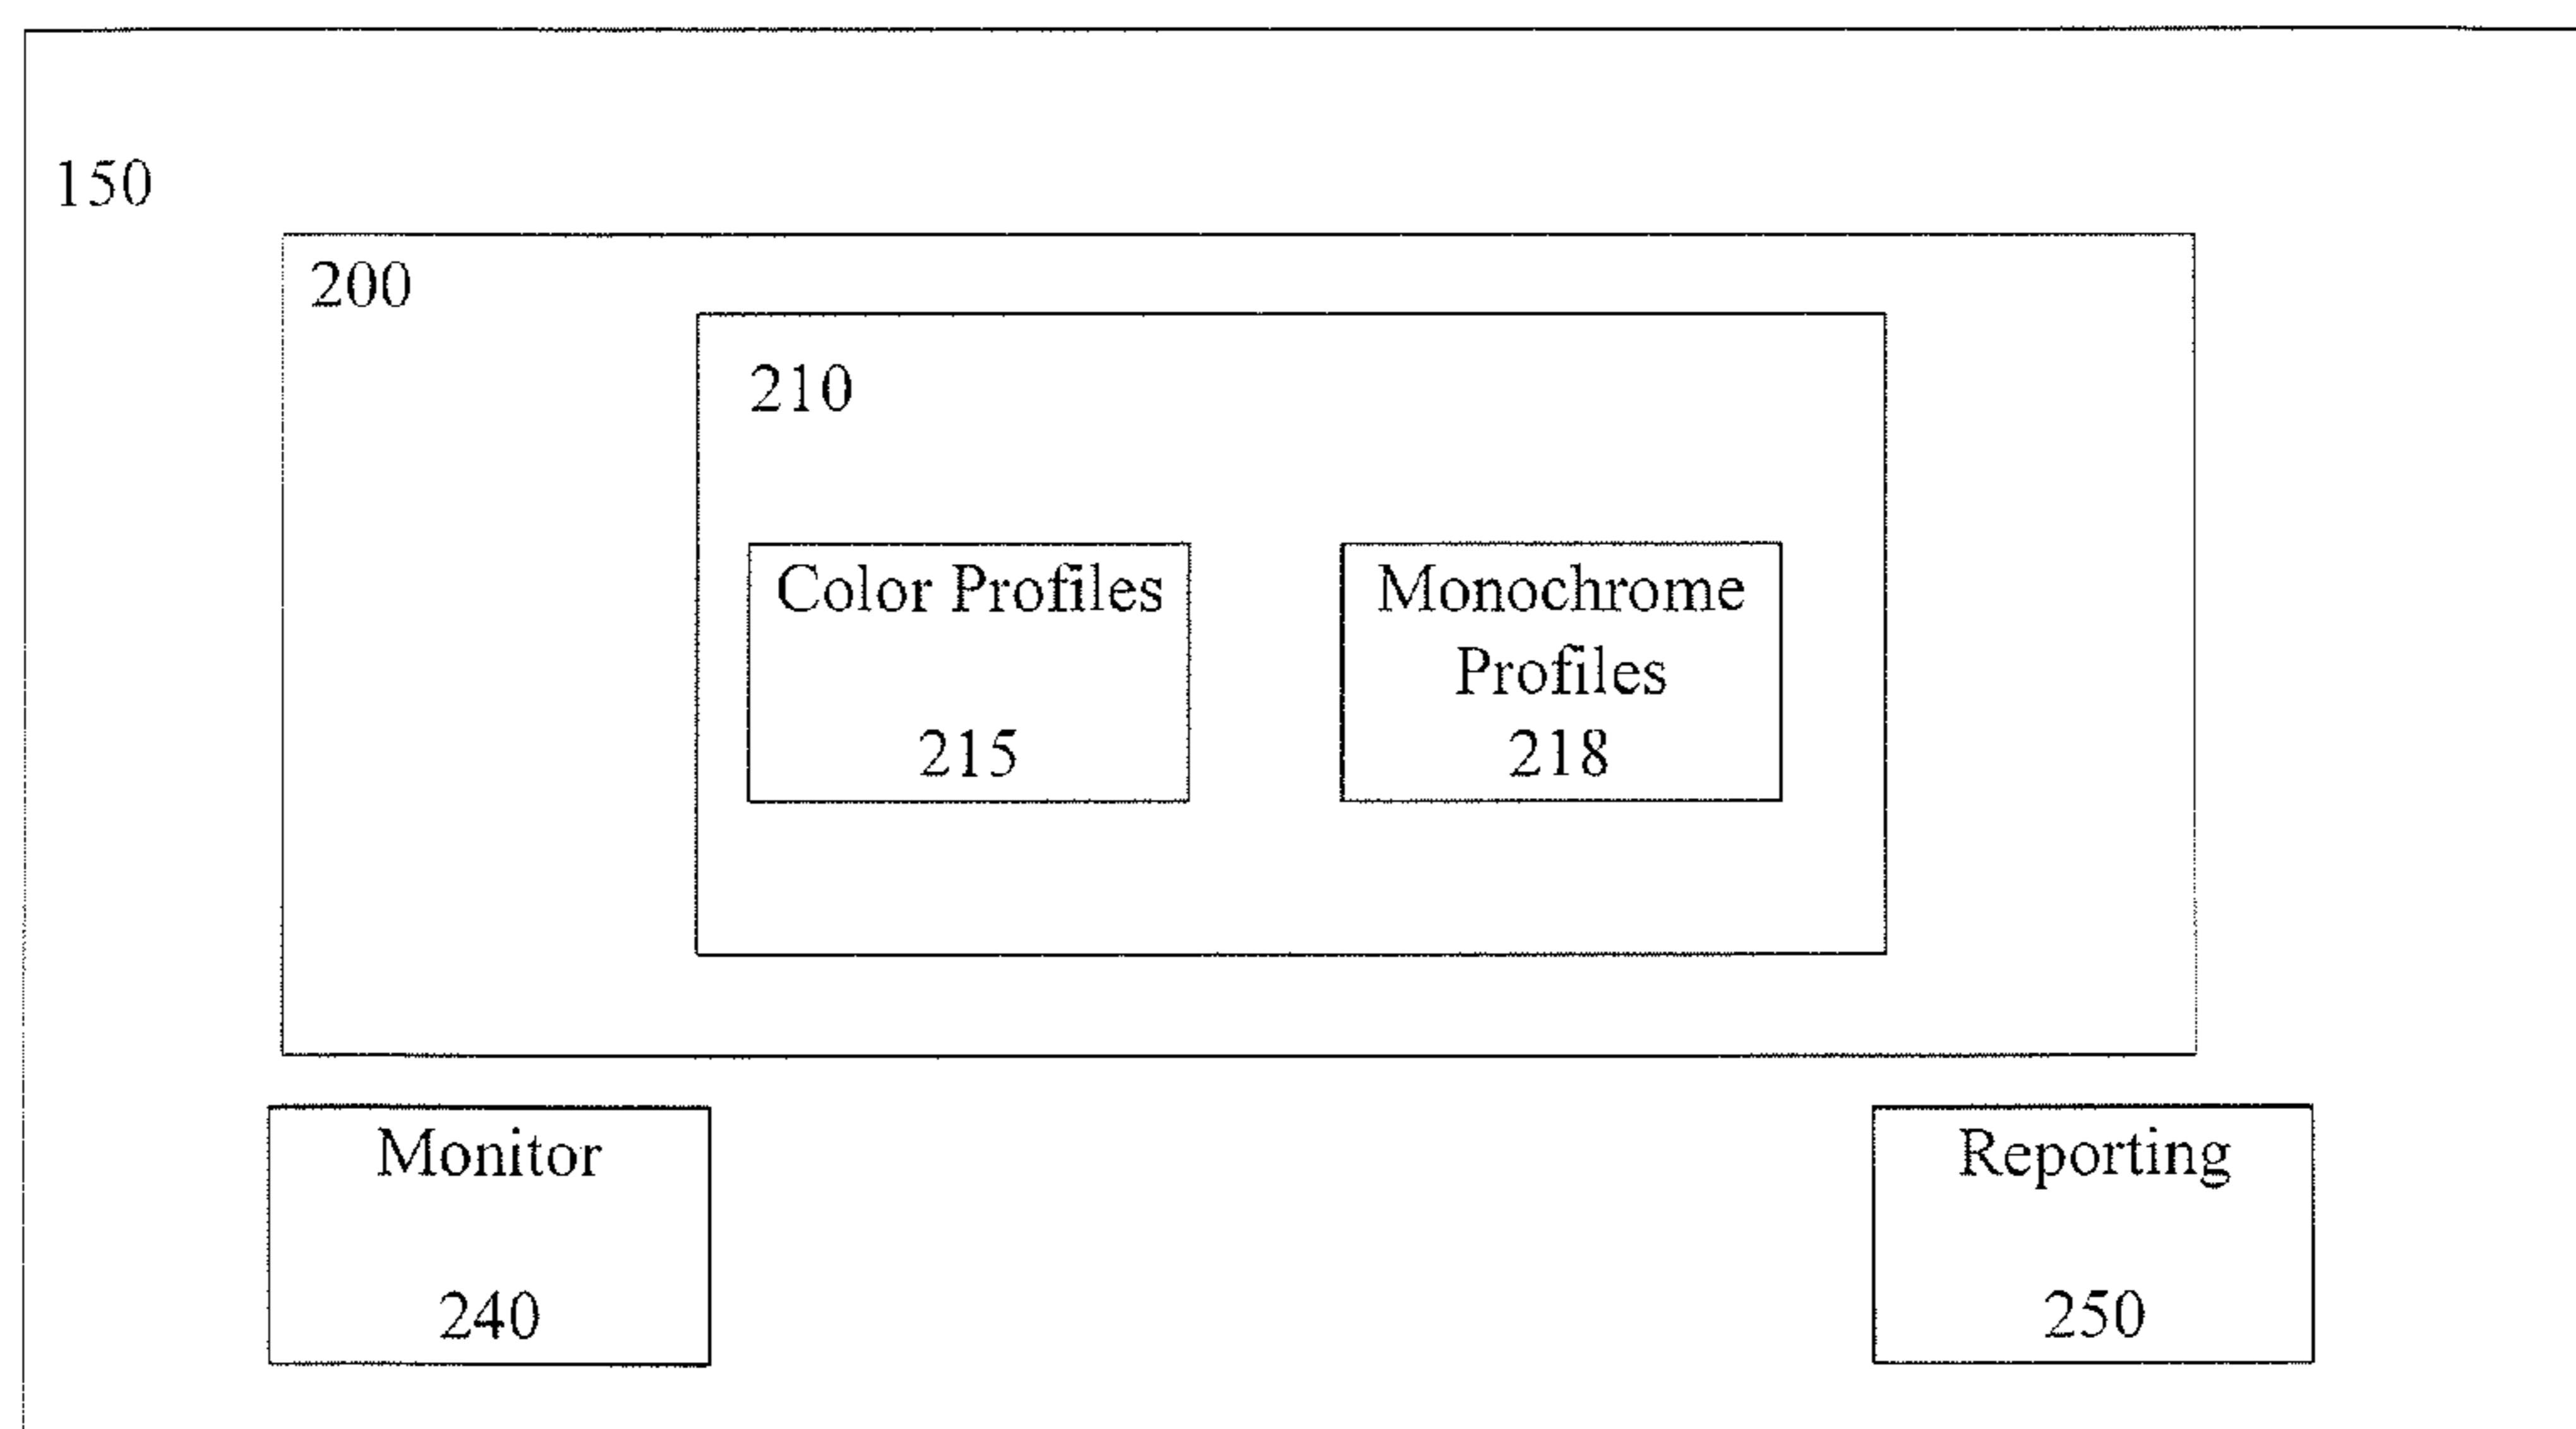 150
200
210
Color Profiles
215
Monochrome
Profiles
218
Monitor
240
Reporting
250